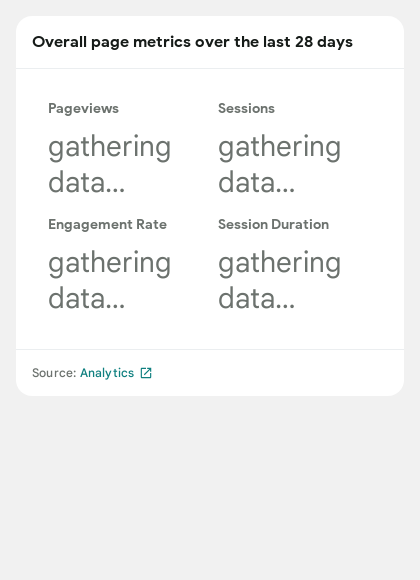 Overall page metrics over the last 28 days
Pageviews
gathering
data...
Sessions
gathering
data...
Engagement Rate
gathering
data...
Session Duration
gathering
data...
Source: Analytics